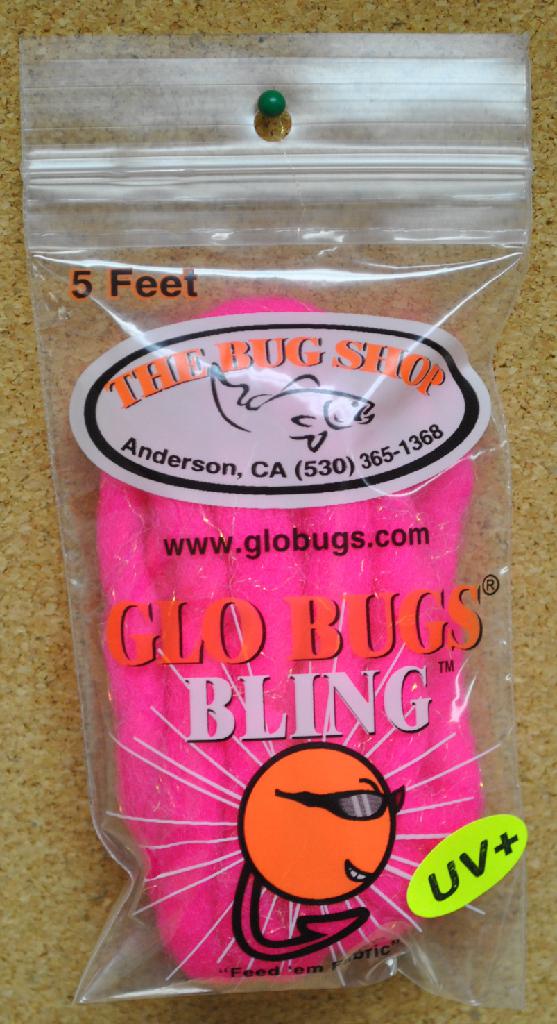 5 Feet
THE BUG SHOP
Anderson, CA (530) 365-1368
www.globugs.com
GLO BUGS®
BLING™
UV+
"Feed 'em Fabric"